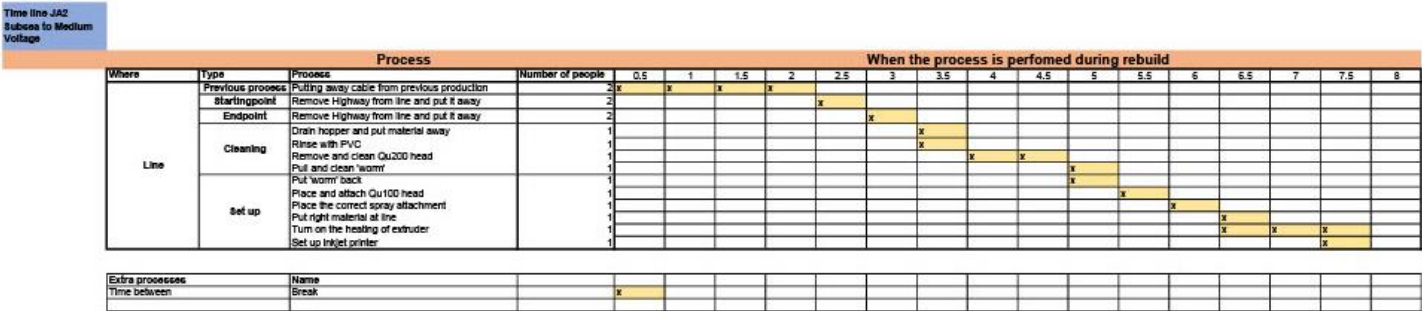 Time line JA2
Subsea to Medium
Voltage
Process When the process is perfomed during rebuild
Where Type Process Number of people 0.5 1 1.5 2 2.5 3 3.5 4 4.5 5 5.5 6 6.5 7 7.5 8
Previous process Putting away cable from previous production 2 x x x x
Startingpoint Remove Highway from line and put it away 2 x
Endpoint Remove Highway from line and put it away 2 x
Drain hopper and put material away 1 x
Rinse with PVC 1 x
Cleaning
Remove and clean Qu200 head 1 x x
Line
Pull and clean 'worm' 1 x
Put 'worm' back 1 x
Place and attach Qu100 head 1 x
Place the correct spray attachment 1 x
Set up
Put right material at line 1 x
Turn on the heating of extruder 1 x x x
Set up inkjet printer 1 x
Extra processes Name
Time between Break x